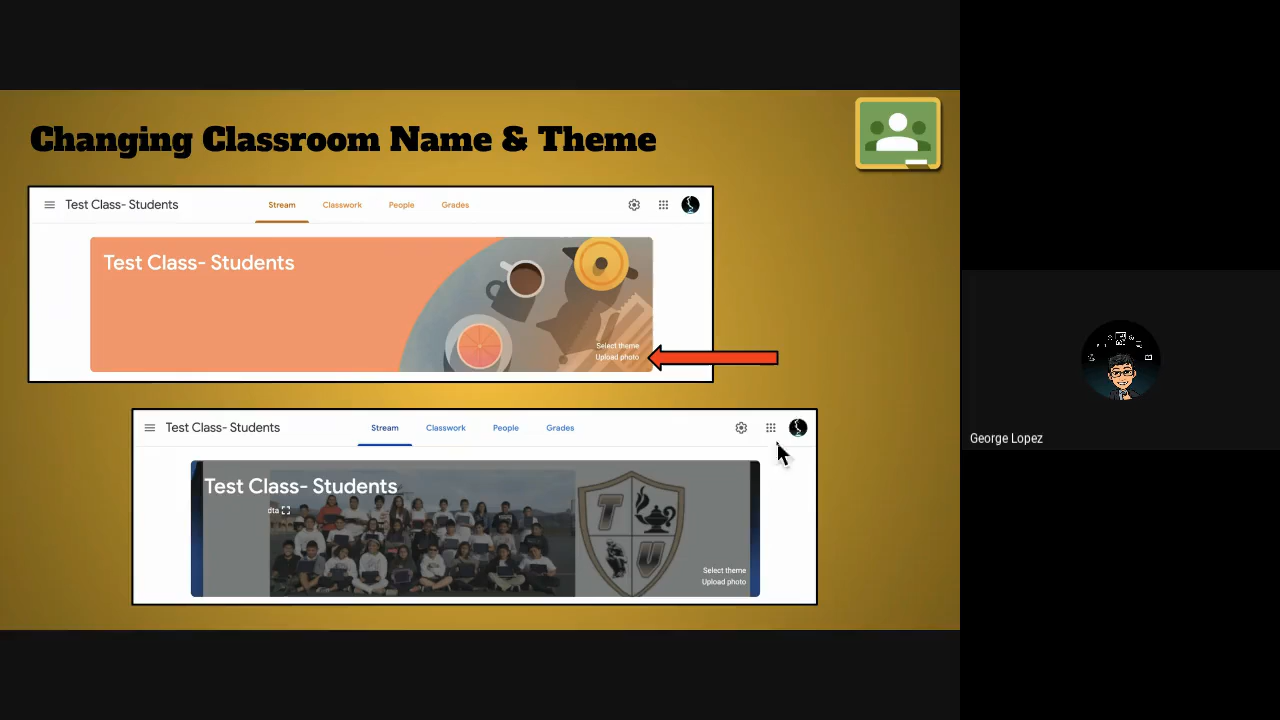 Changing Classroom Name & Theme
Test Class- Students
Stream Classwork People Grades
Test Class- Students
Select theme
Upload photo
Test Class- Students
Stream Classwork People Grades
Test Class- Students
dta
T
U
Select theme
Upload photo
George Lopez